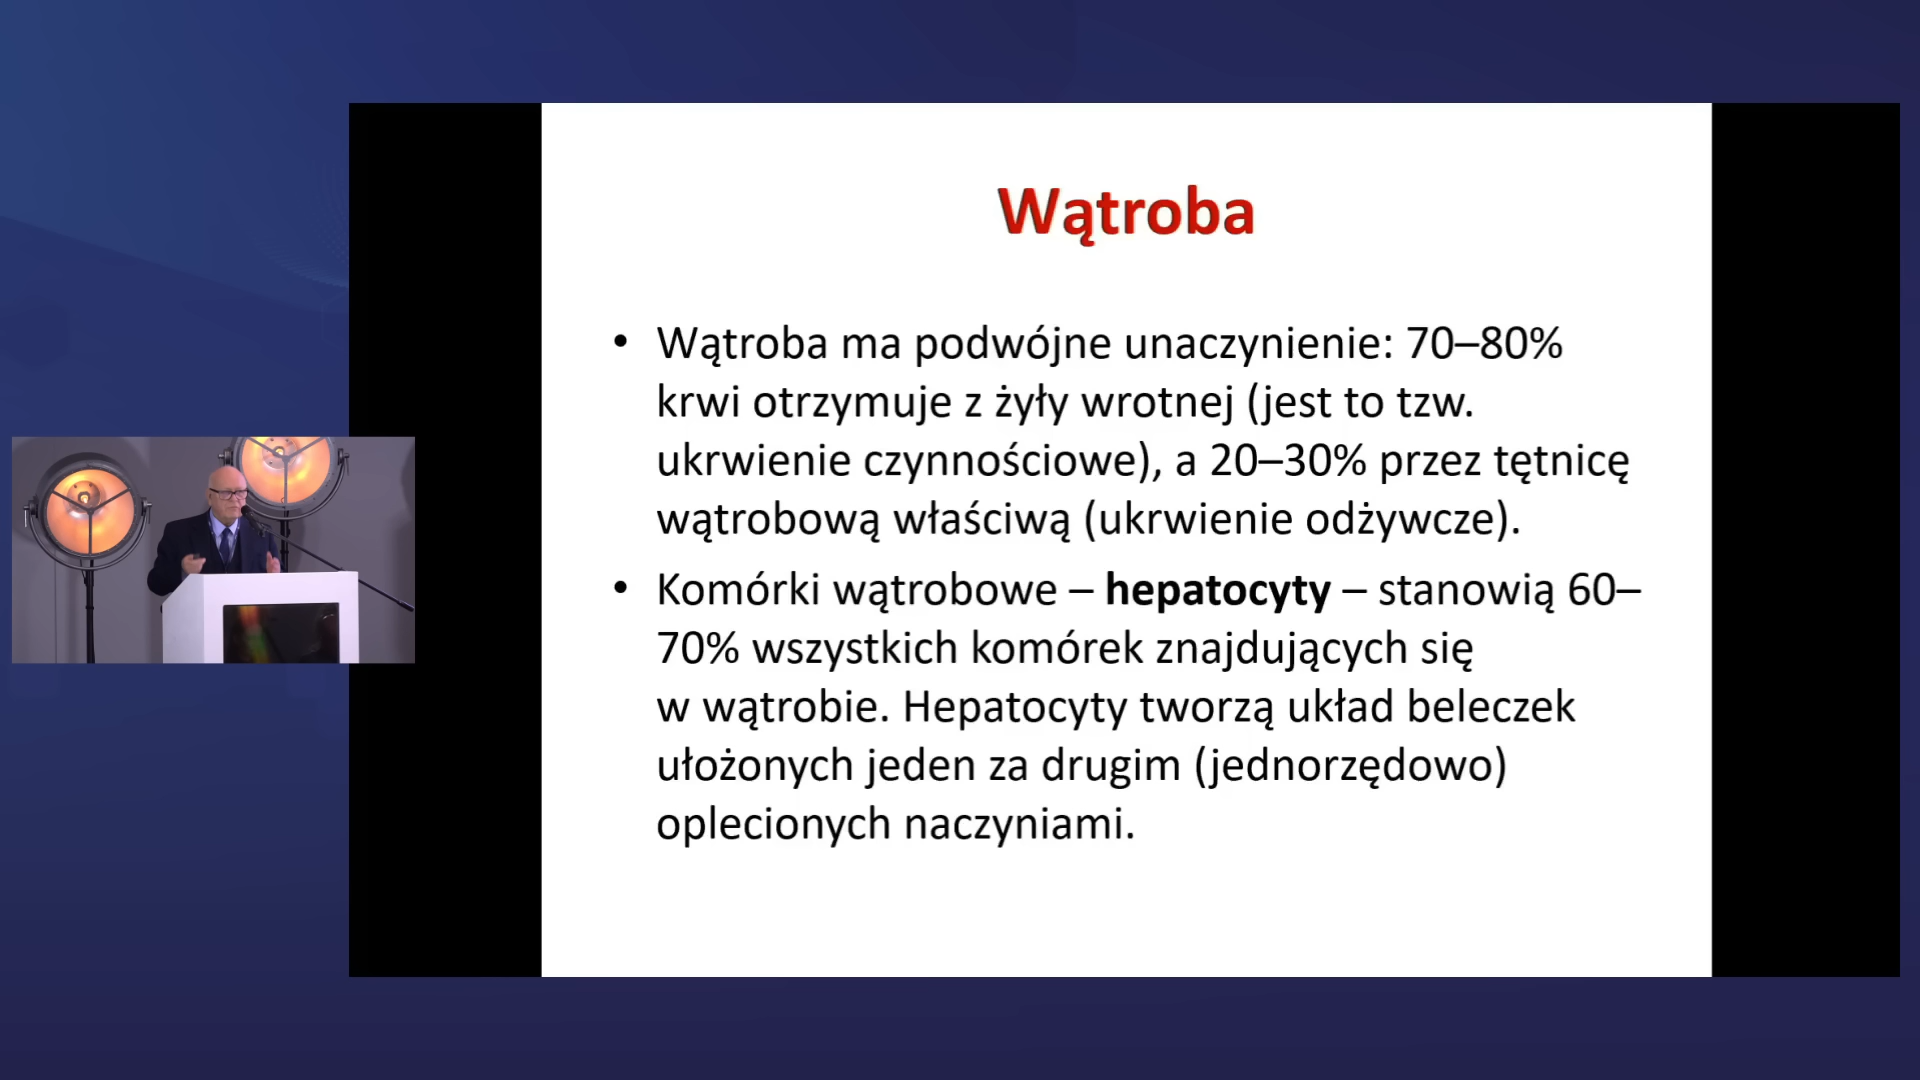 Wątroba
• Wątroba ma podwójne unaczynienie: 70–80%
krwi otrzymuje z żyły wrotnej (jest to tzw.
ukrwienie czynnościowe), a 20–30% przez tętnicę
wątrobową właściwą (ukrwienie odżywcze).
• Komórki wątrobowe – hepatocyty – stanowią 60–
70% wszystkich komórek znajdujących się
w wątrobie. Hepatocyty tworzą układ beleczek
ułożonych jeden za drugim (jednorzędowo)
oplecionych naczyniami.